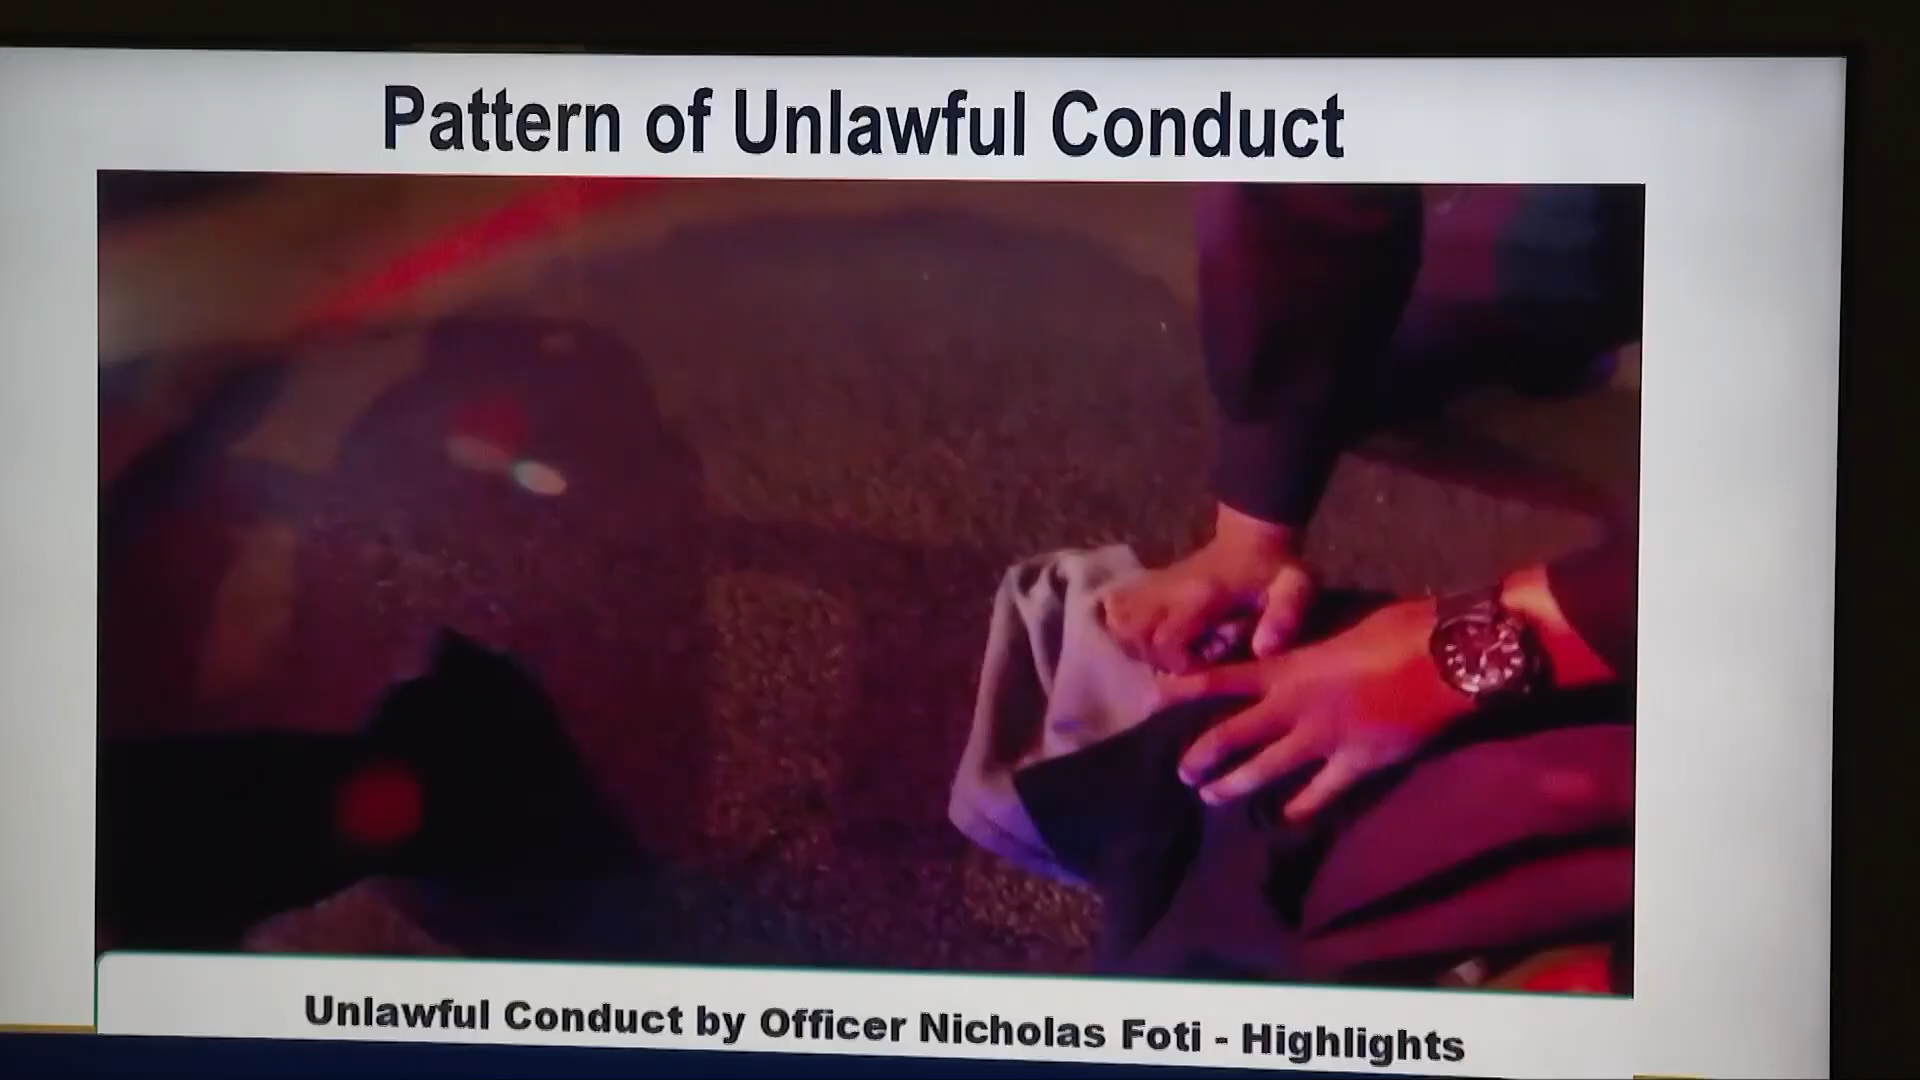 Pattern of Unlawful Conduct
Unlawful Conduct by Officer Nicholas Foti - Highlights